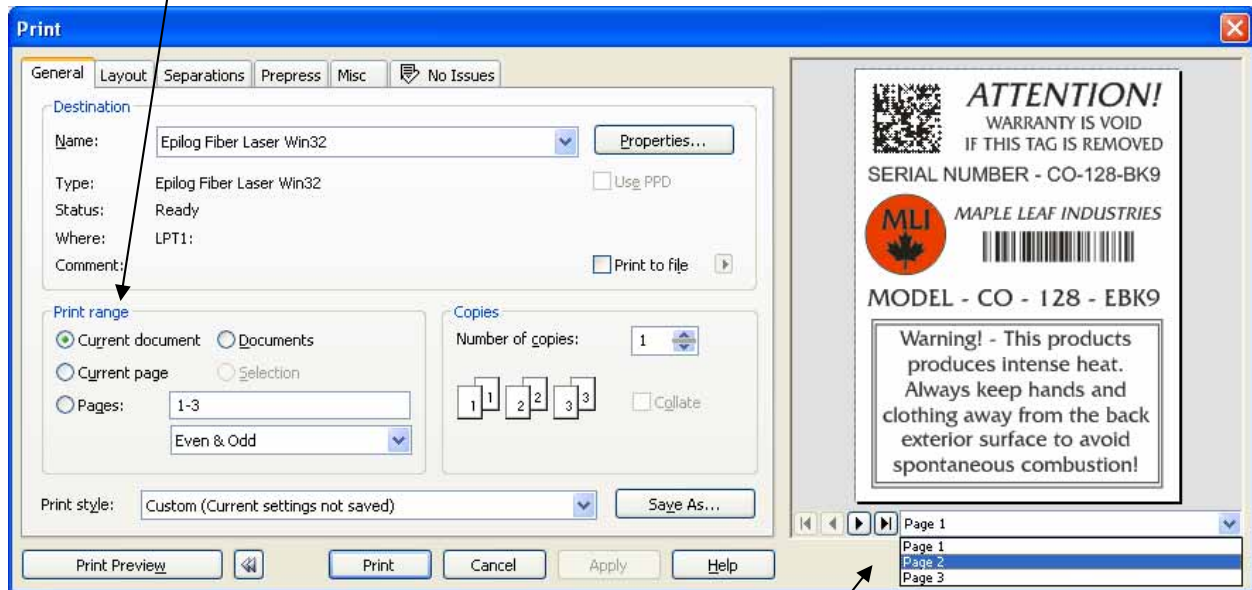 Print
General Layout Separations Prepress Misc No Issues
Destination
Name: Epilog Fiber Laser Win32 Properties...
Type: Epilog Fiber Laser Win32 Use PPD
Status: Ready
Where: LPT1:
Comment: Print to file
Print range
Current document Documents
Current page Selection
Pages: 1-3
Even & Odd
Copies
Number of copies: 1
1 1 2 2 3 3 Collate
Print style: Custom (Current settings not saved) Save As...
Print Preview Print Cancel Apply Help
ATTENTION!
WARRANTY IS VOID
IF THIS TAG IS REMOVED
SERIAL NUMBER - CO-128-BK9
MLI
MAPLE LEAF INDUSTRIES
MODEL - CO - 128 - EBK9
Warning! - This products
produces intense heat.
Always keep hands and
clothing away from the back
exterior surface to avoid
spontaneous combustion!
Page 1
Page 1
Page 2
Page 3